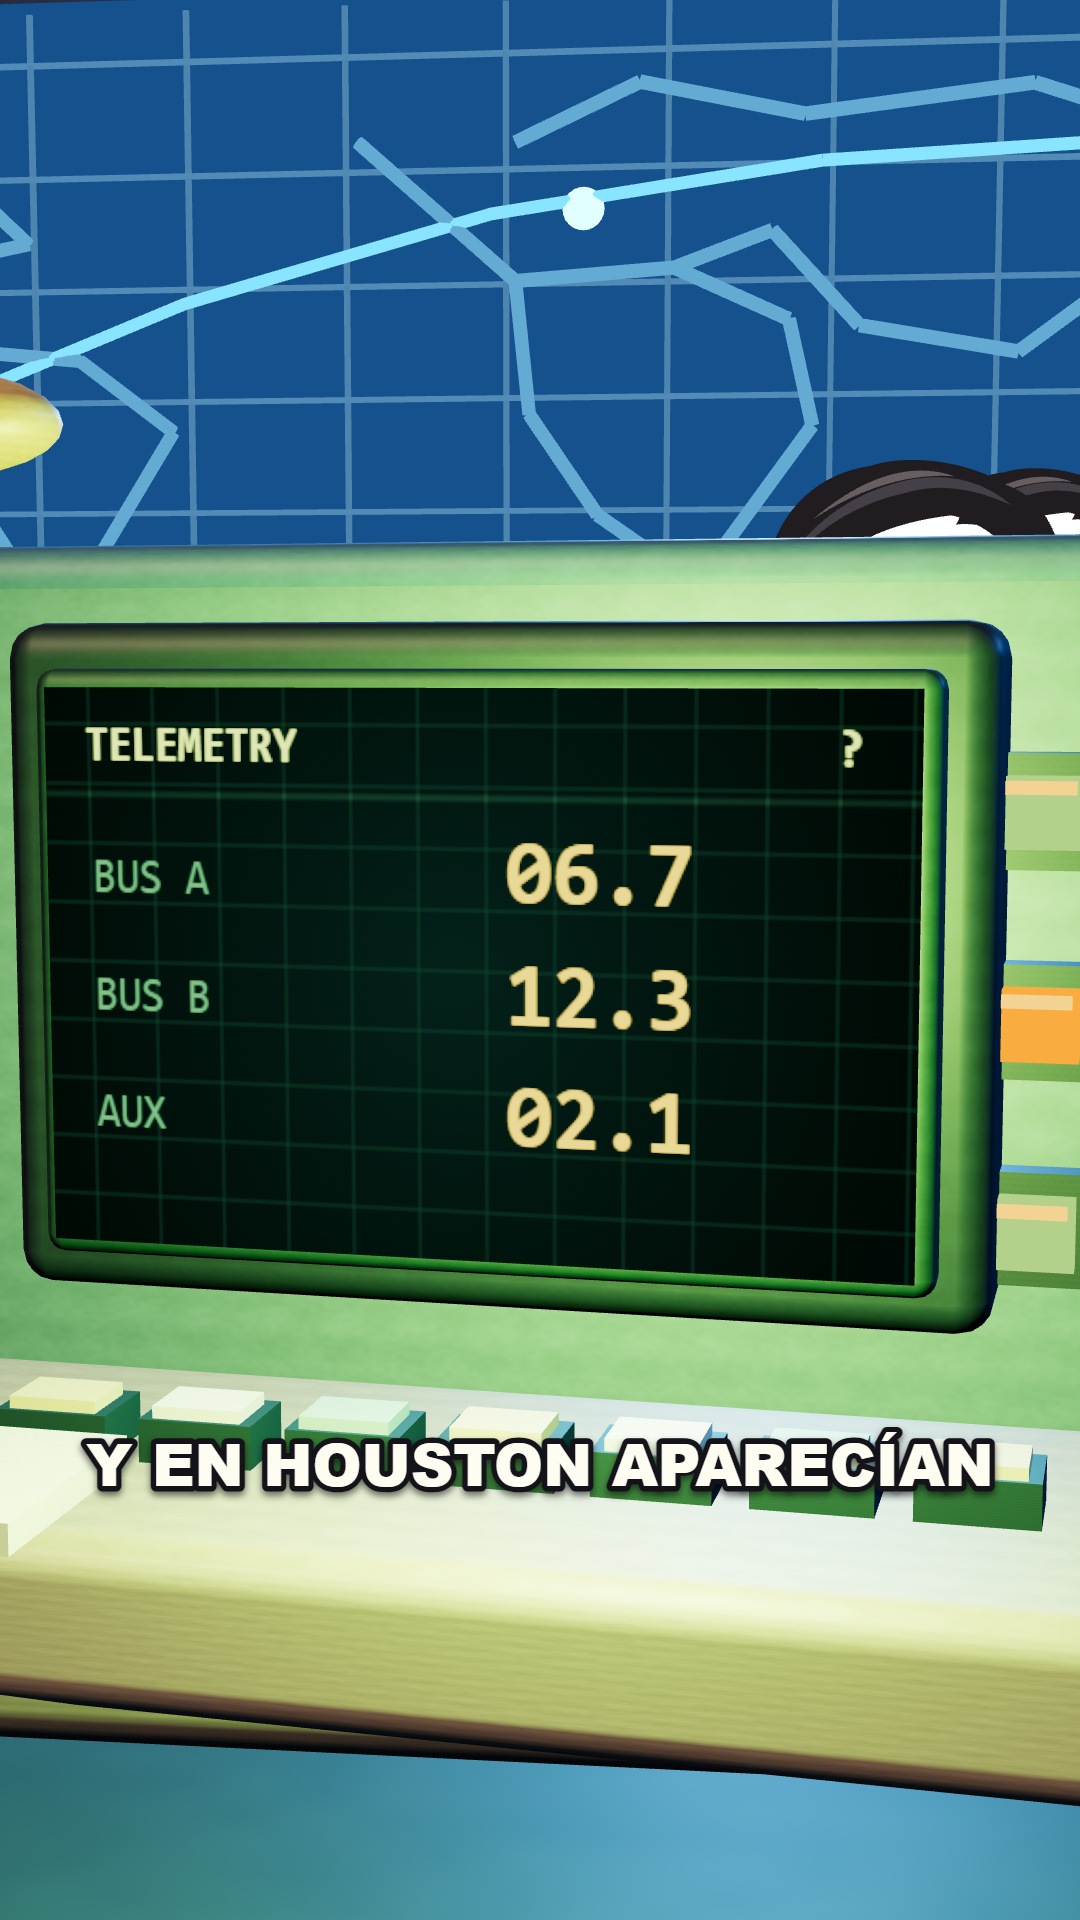 TELEMETRY ?
BUS A 06.7
BUS B 12.3
AUX 02.1
Y EN HOUSTON APARECÍAN